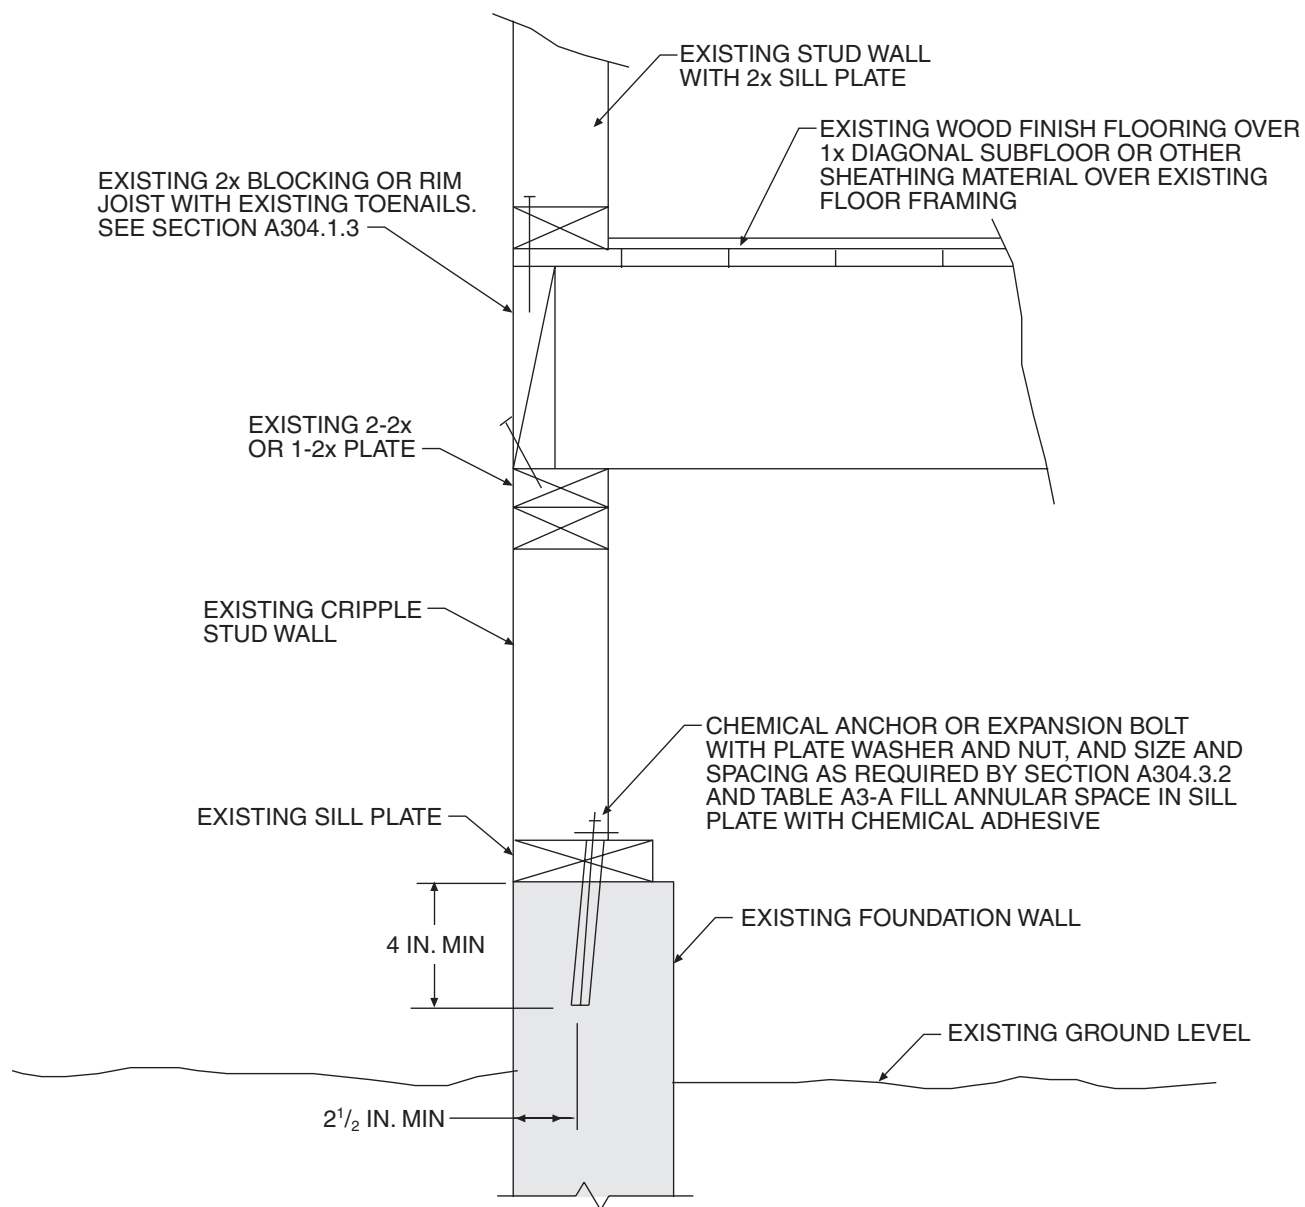 EXISTING STUD WALL
WITH 2x SILL PLATE
EXISTING WOOD FINISH FLOORING OVER
1x DIAGONAL SUBFLOOR OR OTHER
SHEATHING MATERIAL OVER EXISTING
FLOOR FRAMING
EXISTING 2x BLOCKING OR RIM
JOIST WITH EXISTING TOENAILS.
SEE SECTION A304.1.3
EXISTING 2-2x
OR 1-2x PLATE
EXISTING CRIPPLE
STUD WALL
CHEMICAL ANCHOR OR EXPANSION BOLT
WITH PLATE WASHER AND NUT, AND SIZE AND
SPACING AS REQUIRED BY SECTION A304.3.2
AND TABLE A3-A FILL ANNULAR SPACE IN SILL
PLATE WITH CHEMICAL ADHESIVE
EXISTING SILL PLATE
EXISTING FOUNDATION WALL
4 IN. MIN
EXISTING GROUND LEVEL
2 1/2 IN. MIN